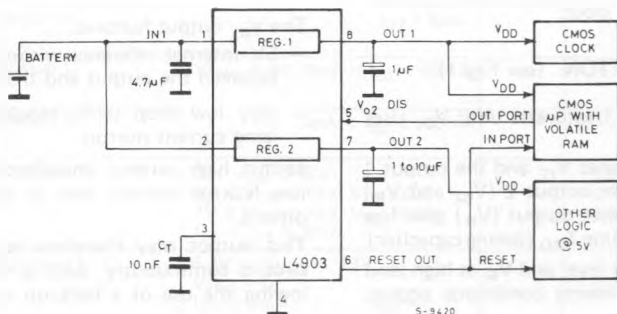 BATTERY
IN 1
1
REG. 1
8
OUT 1
VDD
CMOS
CLOCK
4.7µF
1µF
VDD
Vo2 DIS
5
OUT PORT
CMOS
µP WITH
VOLATILE
RAM
2
REG. 2
7
OUT 2
IN PORT
1 to 10µF
VDD
3
OTHER
LOGIC
@ 5V
CT
10 nF
L4903
6
RESET OUT
RESET
4
S-9420